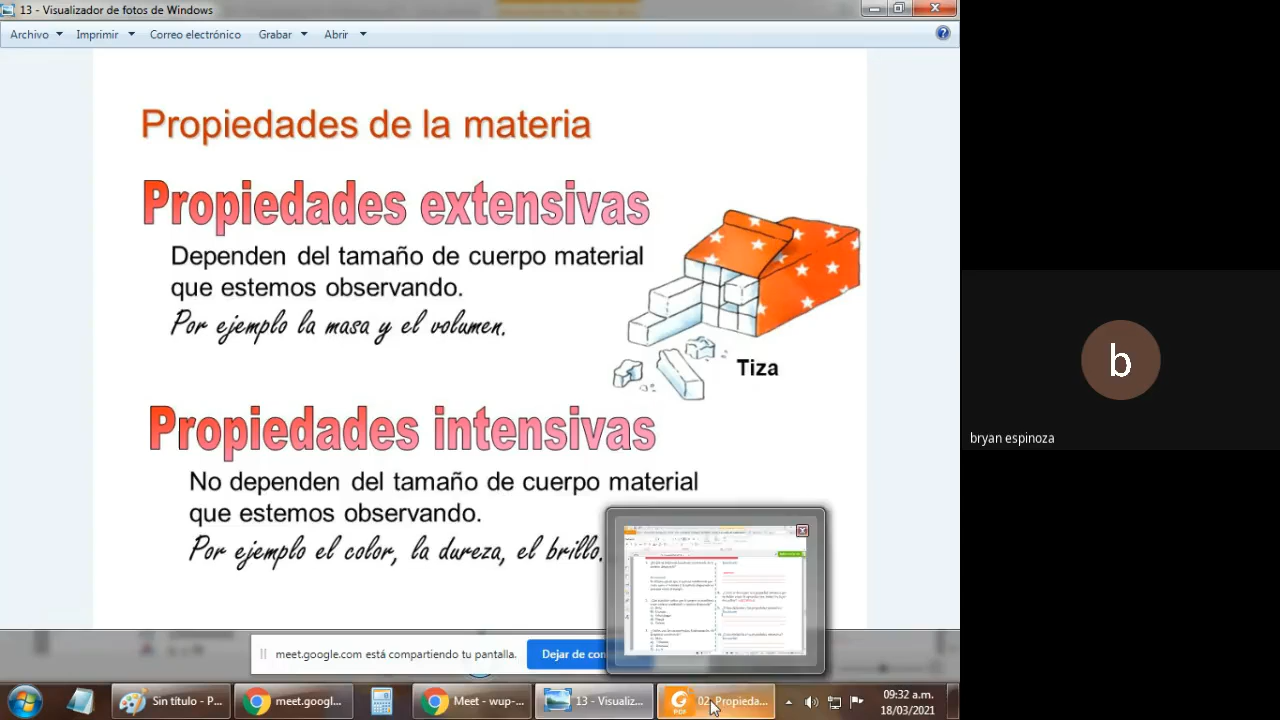 13 - Visualizador de fotos de Windows
Archivo Imprimir Correo electrónico Grabar Abrir
Propiedades de la materia
Propiedades extensivas
Dependen del tamaño de cuerpo material
que estemos observando.
Por ejemplo la masa y el volumen.
Tiza
Propiedades intensivas
No dependen del tamaño de cuerpo material
que estemos observando.
Por ejemplo el color, la dureza, el brillo.
b
bryan espinoza
meet.google.com está compartiendo tu pantalla.
Dejar de con
Sin título - P...
meet.googl...
Meet - wup-...
13 - Visualiz...
PDF
02. Propieda...
09:32 a.m.
18/03/2021